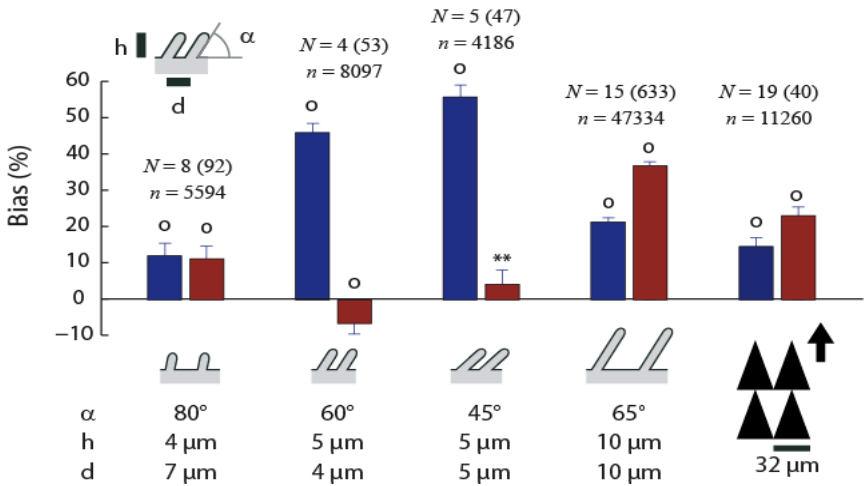 h
α
d
N = 8 (92)
n = 5594
N = 4 (53)
n = 8097
N = 5 (47)
n = 4186
N = 15 (633)
n = 47334
N = 19 (40)
n = 11260
Bias (%)
60
50
40
30
20
10
0
−10
o
o
o
o
o
**
o
o
o
o
α 80° 60° 45° 65°
h 4 μm 5 μm 5 μm 10 μm
d 7 μm 4 μm 5 μm 10 μm
32 μm